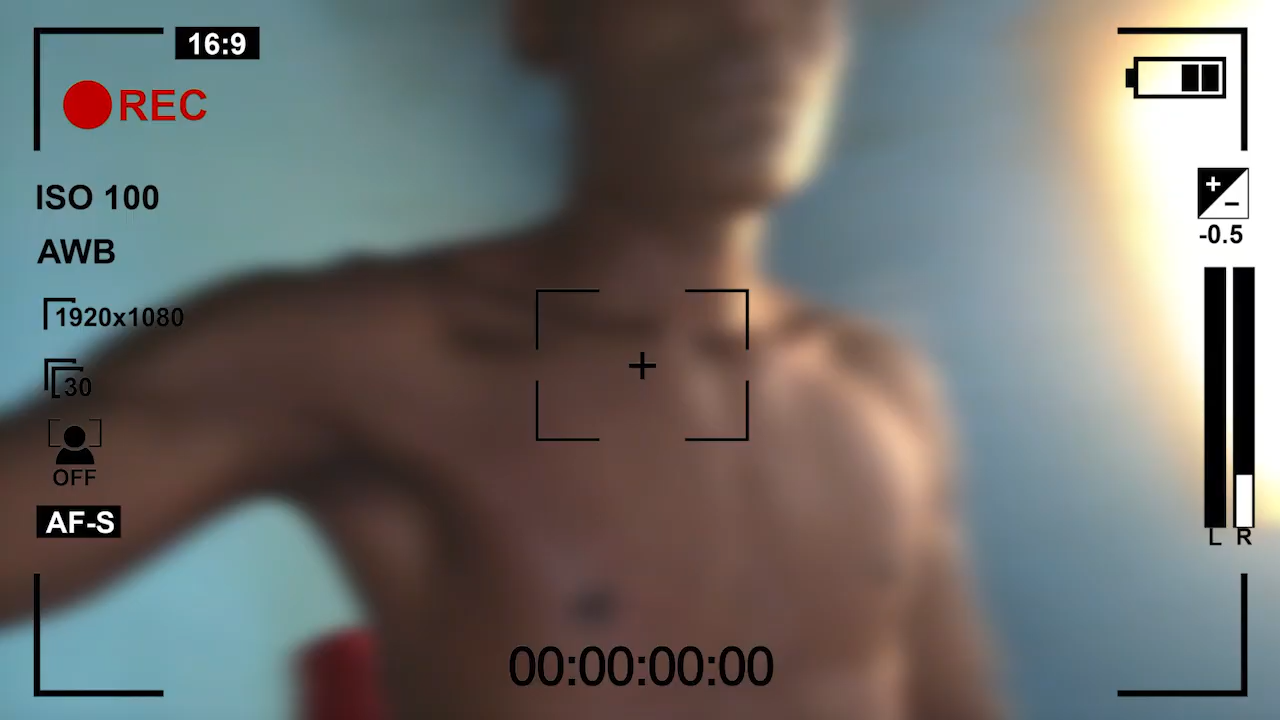 16:9
REC
ISO 100
AWB
1920x1080
30
OFF
AF-S
-0.5
L R
00:00:00:00